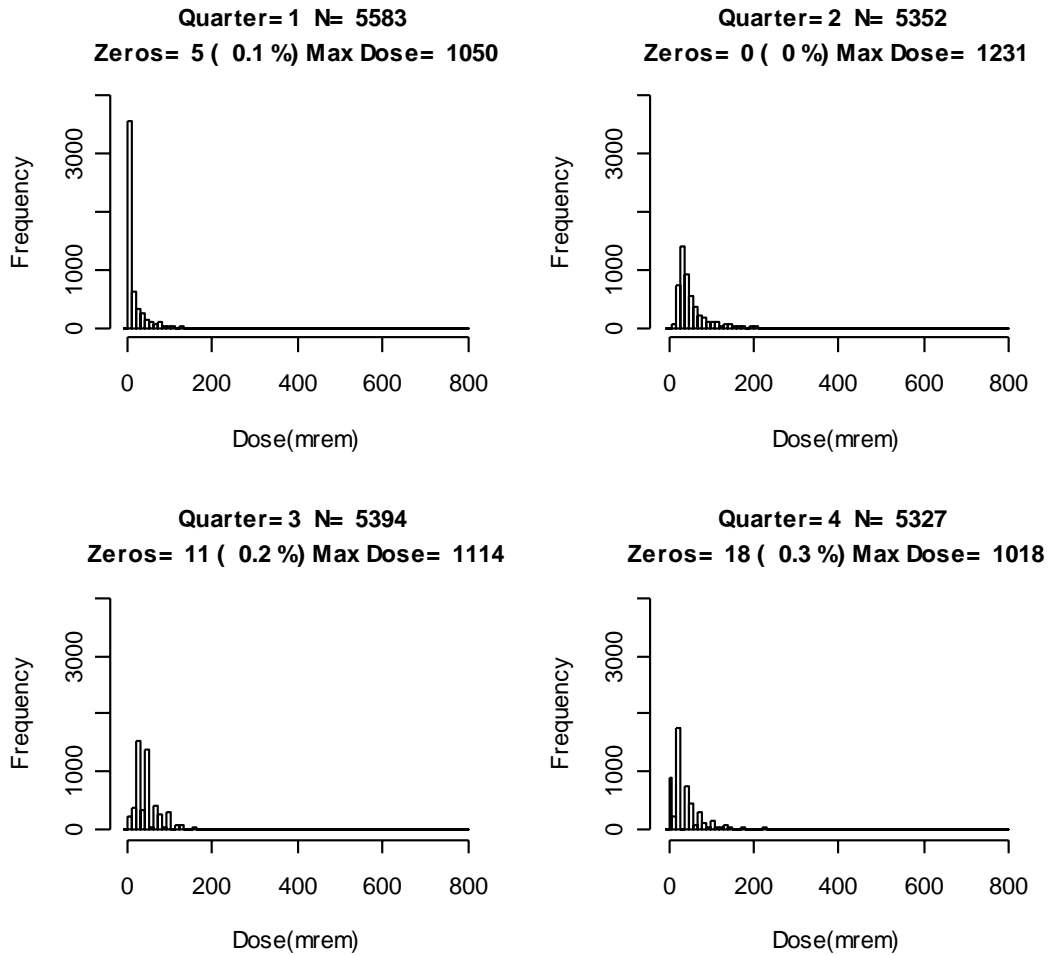 Quarter= 1 N= 5583
Zeros= 5 ( 0.1 %) Max Dose= 1050
3000
1000
0
Frequency
0 200 400 600 800
Dose(mrem)
Quarter= 2 N= 5352
Zeros= 0 ( 0 %) Max Dose= 1231
3000
1000
0
Frequency
0 200 400 600 800
Dose(mrem)
Quarter= 3 N= 5394
Zeros= 11 ( 0.2 %) Max Dose= 1114
3000
1000
0
Frequency
0 200 400 600 800
Dose(mrem)
Quarter= 4 N= 5327
Zeros= 18 ( 0.3 %) Max Dose= 1018
3000
1000
0
Frequency
0 200 400 600 800
Dose(mrem)